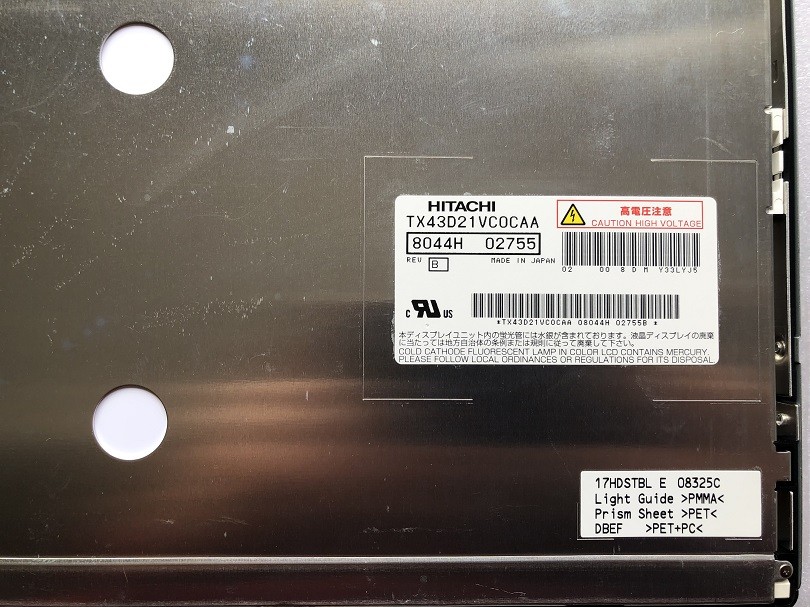 HITACHI
TX43D21VC0CAA
高電圧注意
CAUTION HIGH VOLTAGE
8044H 02755
REV B MADE IN JAPAN
02 00 8 D M Y33LYJ5
C RU US
*TX43D21VC0CAA 08044H 02755B *
本ディスプレイユニット内の蛍光管には水銀が含まれております。液晶ディスプレイの廃棄
に当たっては地方自治体の条例または規則に従って廃棄して下さい。
COLD CATHODE FLUORESCENT LAMP IN COLOR LCD CONTAINS MERCURY.
PLEASE FOLLOW LOCAL ORDINANCES OR REGULATIONS FOR ITS DISPOSAL.
17HDSTBL E 08325C
Light Guide >PMMA<
Prism Sheet >PET<
DBEF >PET+PC<